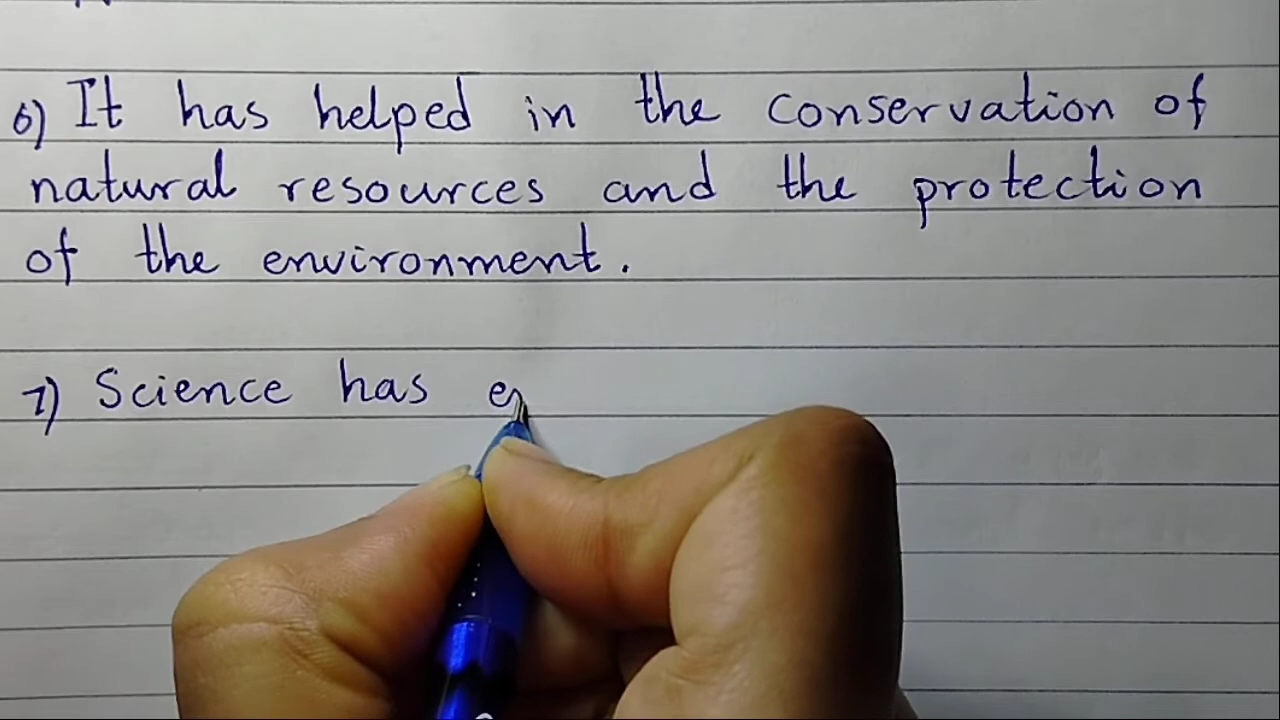 6) It has helped in the conservation of
natural resources and the protection
of the environment.
7) Science has